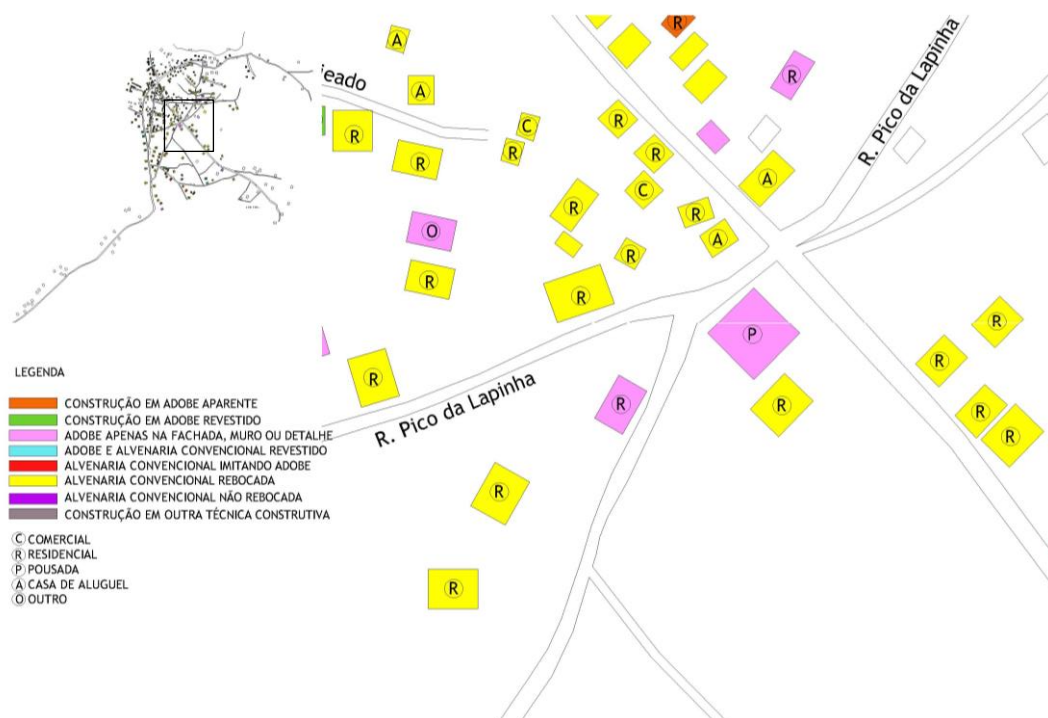 eado
R. Pico da Lapinha
R. Pico da Lapinha
A
A
R
R
C
R
R
R
R
R
R
C
R
A
A
R
O
R
R
R
R
P
R
R
R
R
R
R
R
R
LEGENDA
CONSTRUÇÃO EM ADOBE APARENTE
CONSTRUÇÃO EM ADOBE REVESTIDO
ADOBE APENAS NA FACHADA, MURO OU DETALHE
ADOBE E ALVENARIA CONVENCIONAL REVESTIDO
ALVENARIA CONVENCIONAL IMITANDO ADOBE
ALVENARIA CONVENCIONAL REBOCADA
ALVENARIA CONVENCIONAL NÃO REBOCADA
CONSTRUÇÃO EM OUTRA TÉCNICA CONSTRUTIVA
C COMERCIAL
R RESIDENCIAL
P POUSADA
A CASA DE ALUGUEL
O OUTRO